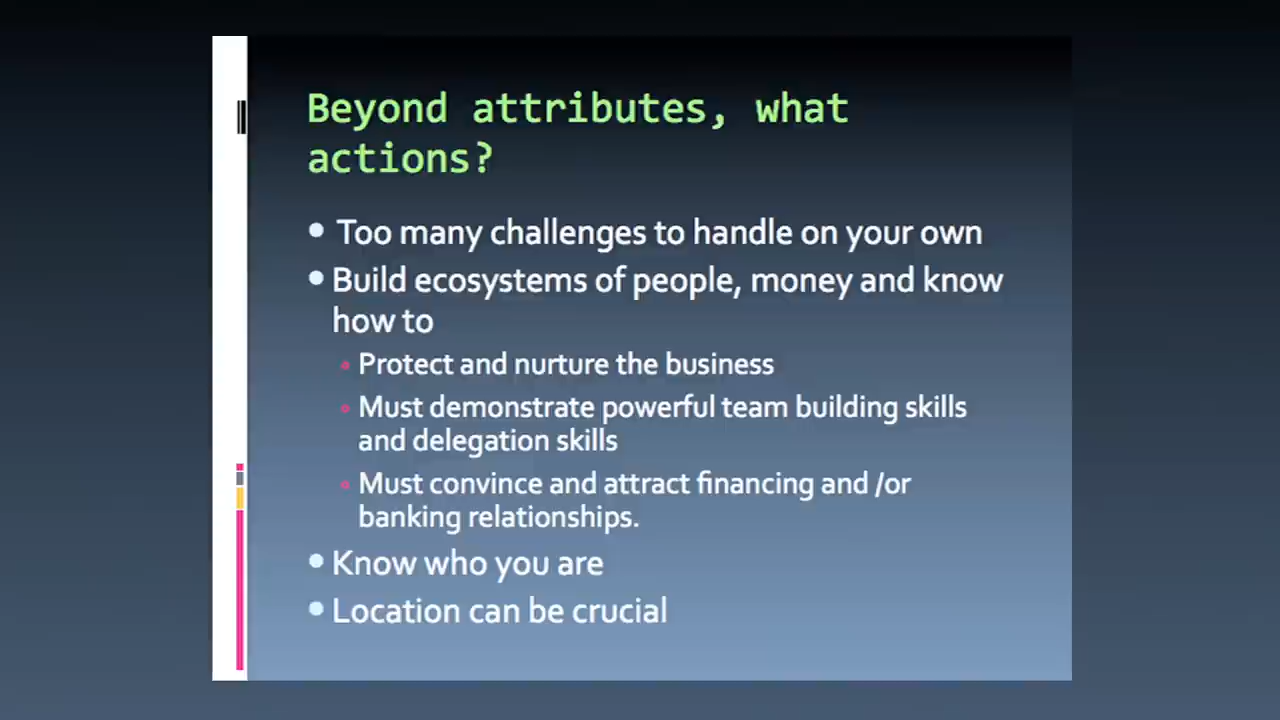 Beyond attributes, what
actions?
• Too many challenges to handle on your own
• Build ecosystems of people, money and know
how to
• Protect and nurture the business
• Must demonstrate powerful team building skills
and delegation skills
• Must convince and attract financing and /or
banking relationships.
• Know who you are
• Location can be crucial